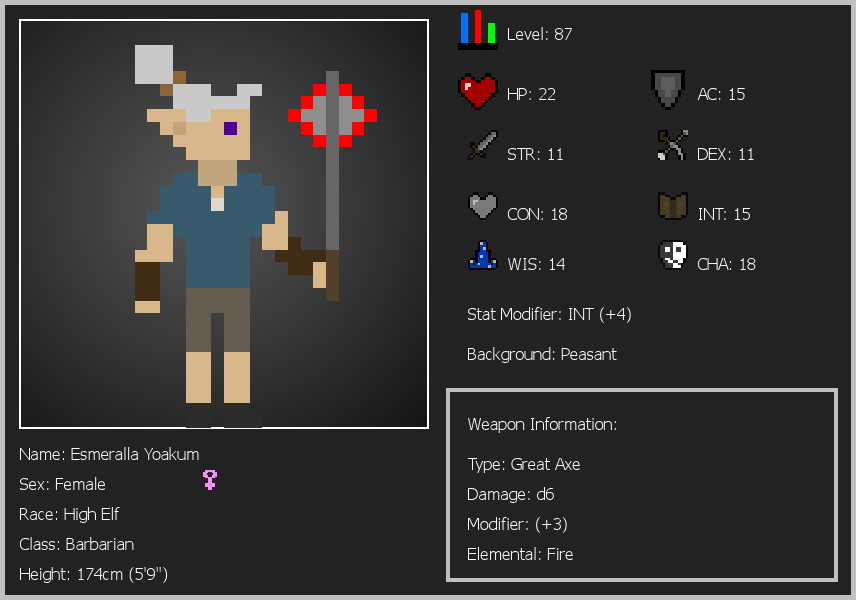 Level: 87
HP: 22
AC: 15
STR: 11
DEX: 11
CON: 18
INT: 15
WIS: 14
CHA: 18
Stat Modifier: INT (+4)
Background: Peasant
Weapon Information:
Type: Great Axe
Damage: d6
Modifier: (+3)
Elemental: Fire
Name: Esmeralla Yoakum
Sex: Female
Race: High Elf
Class: Barbarian
Height: 174cm (5'9")